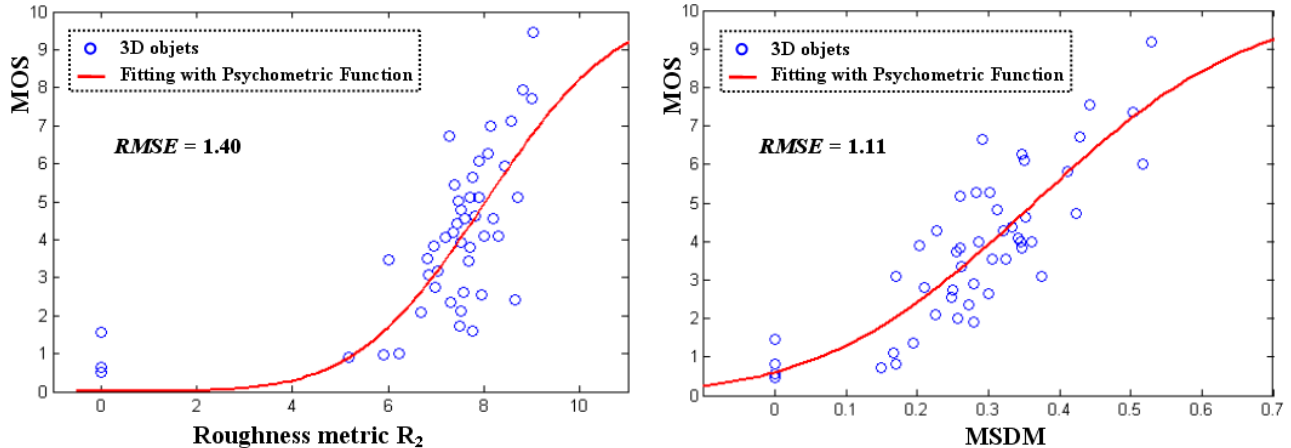 10
9
8
7
6
5
4
3
2
1
0
MOS
3D objets
Fitting with Psychometric Function
RMSE = 1.40
0 2 4 6 8 10
Roughness metric R2
10
9
8
7
6
5
4
3
2
1
0
MOS
3D objets
Fitting with Psychometric Function
RMSE = 1.11
0 0.1 0.2 0.3 0.4 0.5 0.6 0.7
MSDM